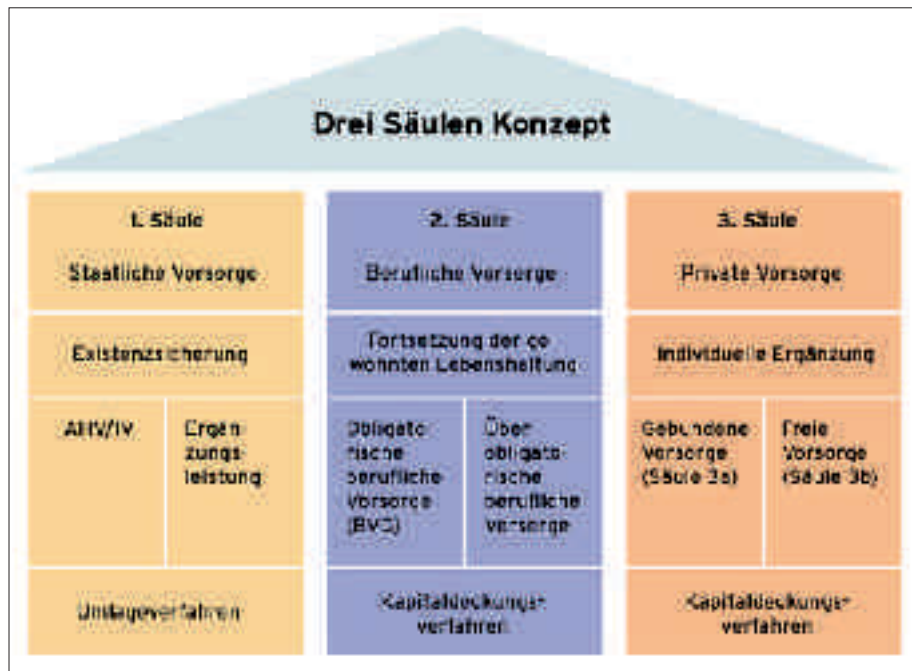 Drei Säulen Konzept
1. Säule
Staatliche Vorsorge
Existenzsicherung
AHV/IV
Ergän-
zungs-
leistung
Umlageverfahren
2. Säule
Berufliche Vorsorge
Fortsetzung der ge
wohnten Lebenshaltung
Obligato
rische
berufliche
Vorsorge
(BVG)
Über
obligato-
rische
berufliche
Vorsorge
Kapitaldeckungs-
verfahren
3. Säule
Private Vorsorge
Individuelle Ergänzung
Gebundene
Vorsorge
(Säule 3a)
Freie
Vorsorge
(Säule 3b)
Kapitaldeckungs-
verfahren